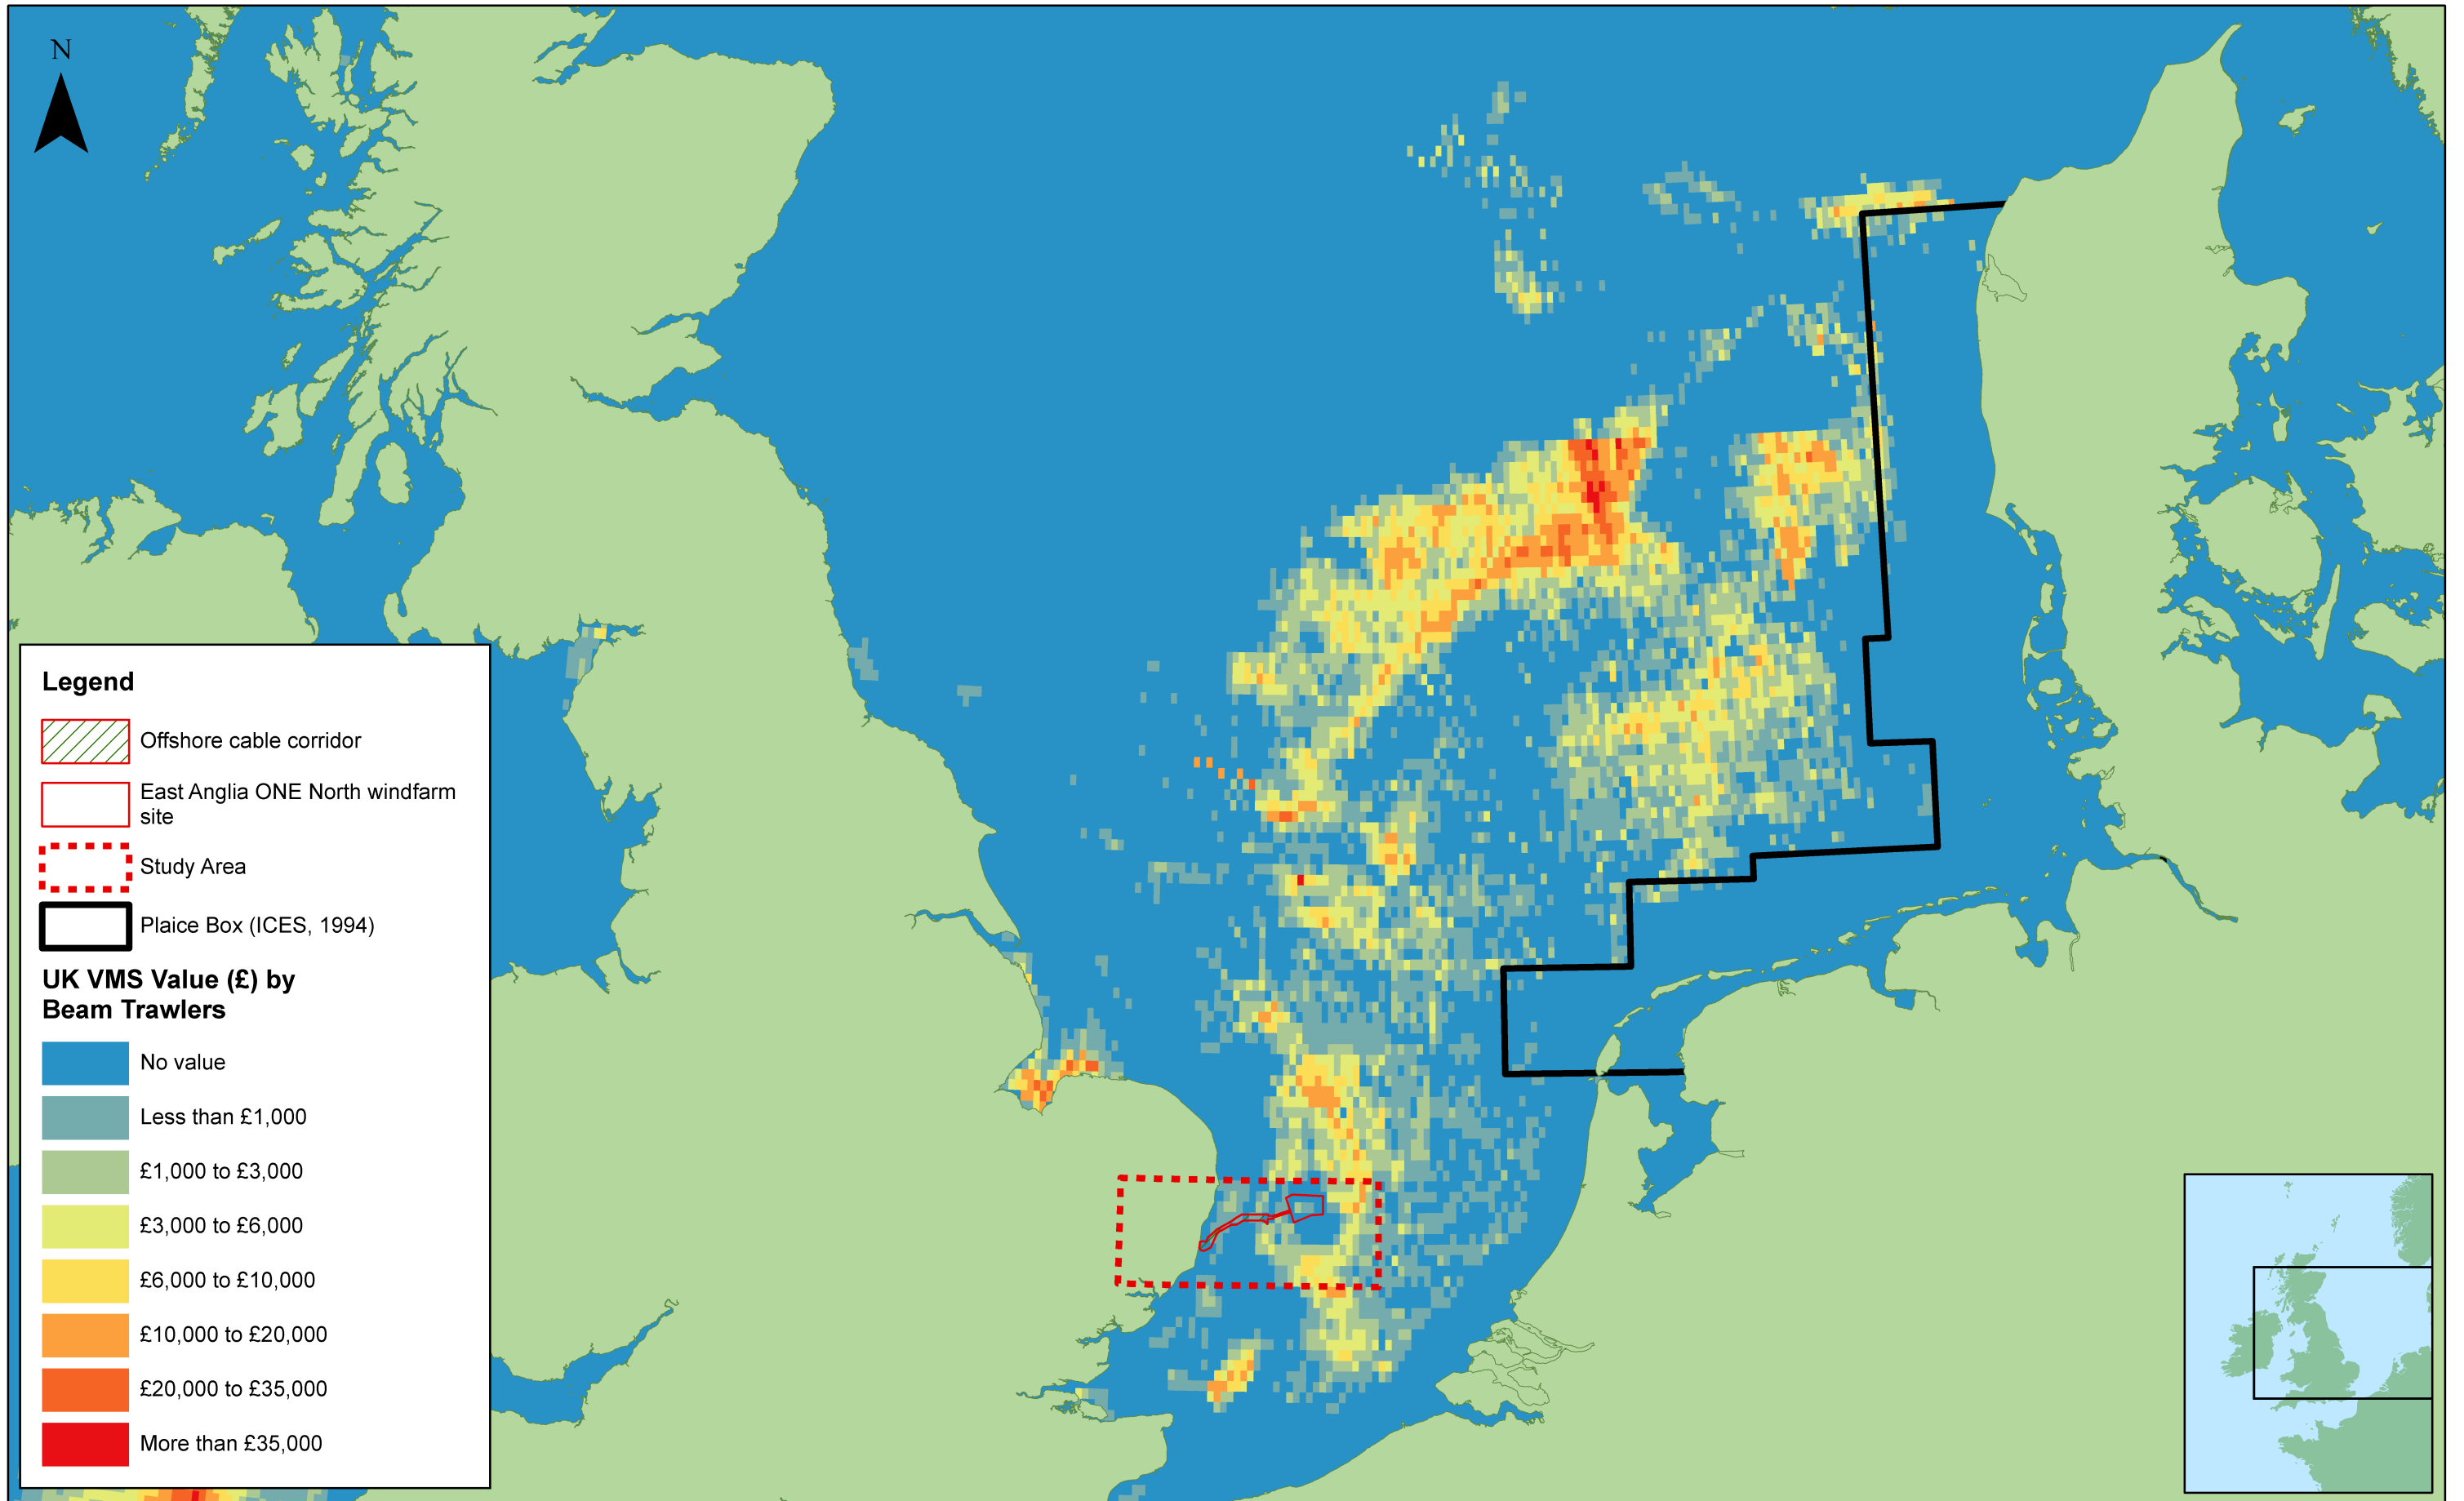 N
Legend
Offshore cable corridor
East Anglia ONE North windfarm
site
Study Area
Plaice Box (ICES, 1994)
UK VMS Value (£) by
Beam Trawlers
No value
Less than £1,000
£1,000 to £3,000
£3,000 to £6,000
£6,000 to £10,000
£10,000 to £20,000
£20,000 to £35,000
More than £35,000